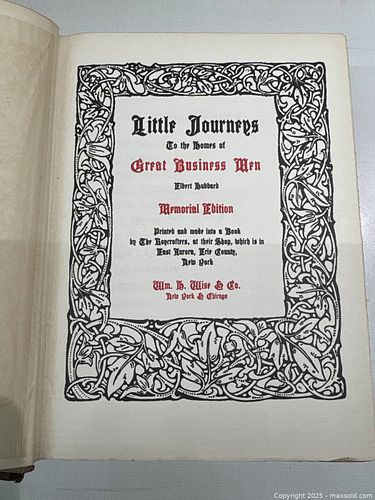 Little Journeys
To the Homes of
Great Business Men
Elbert Hubbard
Memorial Edition
Printed and made into a Book
by The Roycrofters, at their Shop, which is in
East Aurora, Erie County,
New York
Wm. H. Wise & Co.
New York & Chicago
Copyright 2025 - maxsold.com